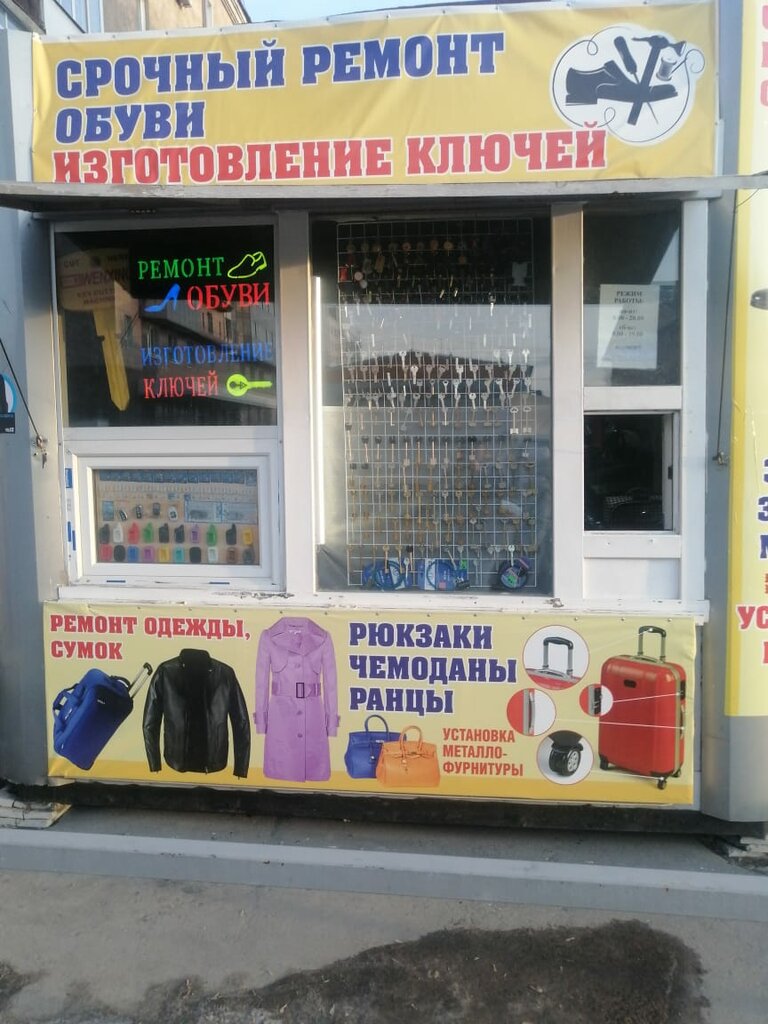 СРОЧНЫЙ РЕМОНТ
ОБУВИ
ИЗГОТОВЛЕНИЕ КЛЮЧЕЙ
РЕМОНТ
ОБУВИ
ИЗГОТОВЛЕНИЕ
КЛЮЧЕЙ
РЕЖИМ
РАБОТЫ:
РЕМОНТ ОДЕЖДЫ,
СУМОК
РЮКЗАКИ
ЧЕМОДАНЫ
РАНЦЫ
УСТАНОВКА
МЕТАЛЛО-
ФУРНИТУРЫ